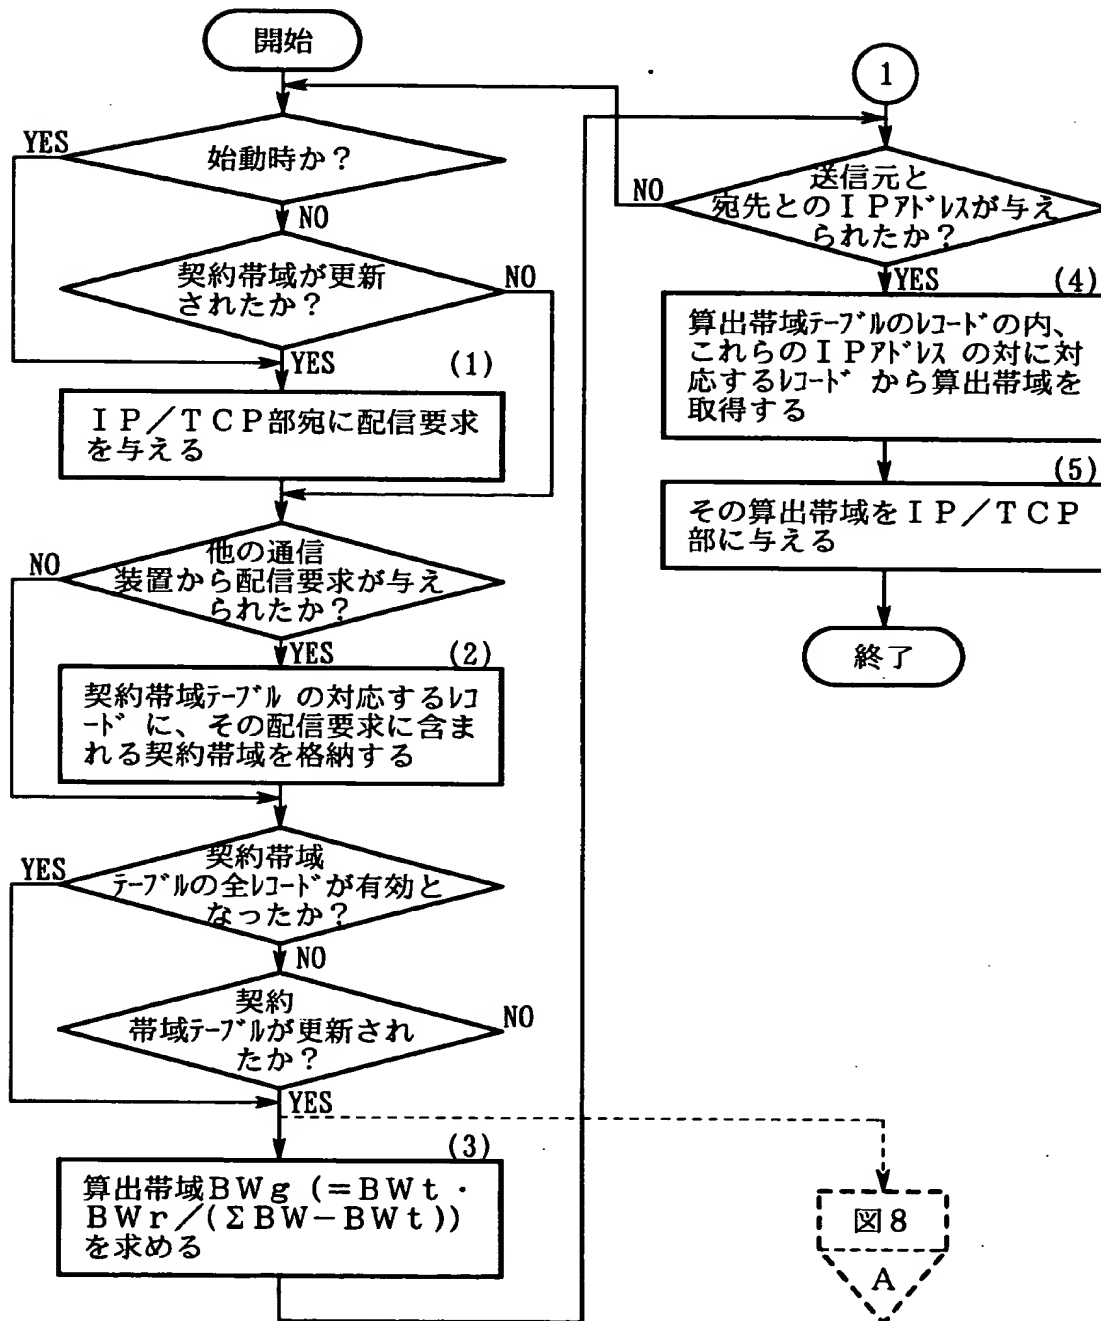 開始
始動時か?
YES
NO
契約帯域が更新
されたか?
NO
YES
(1)
IP/TCP部宛に配信要求
を与える
他の通信
装置から配信要求が与え
られたか?
NO
YES
(2)
契約帯域テーブル の対応するレコ
ード に、その配信要求に含ま
れる契約帯域を格納する
契約帯域
テーブルの全レコードが有効と
なったか?
YES
NO
契約
帯域テーブルが更新され
たか?
NO
YES
(3)
算出帯域BWg(=BWt・
BWr/(ΣBW-BWt))
を求める
1
送信元と
宛先とのIPアドレスが与え
られたか?
NO
YES
(4)
算出帯域テーブルのレコードの内、
これらのIPアドレス の対に対
応するレコード から算出帯域を
取得する
(5)
その算出帯域をIP/TCP
部に与える
終了
図8
A